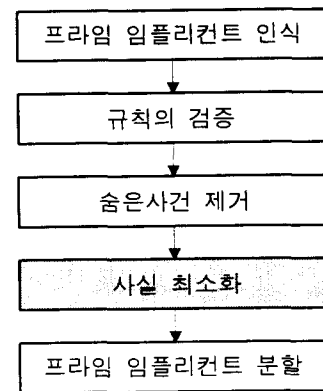 프라임 임플리컨트 인식
규칙의 검증
숨은사건 제거
사실 최소화
프라임 임플리컨트 분할